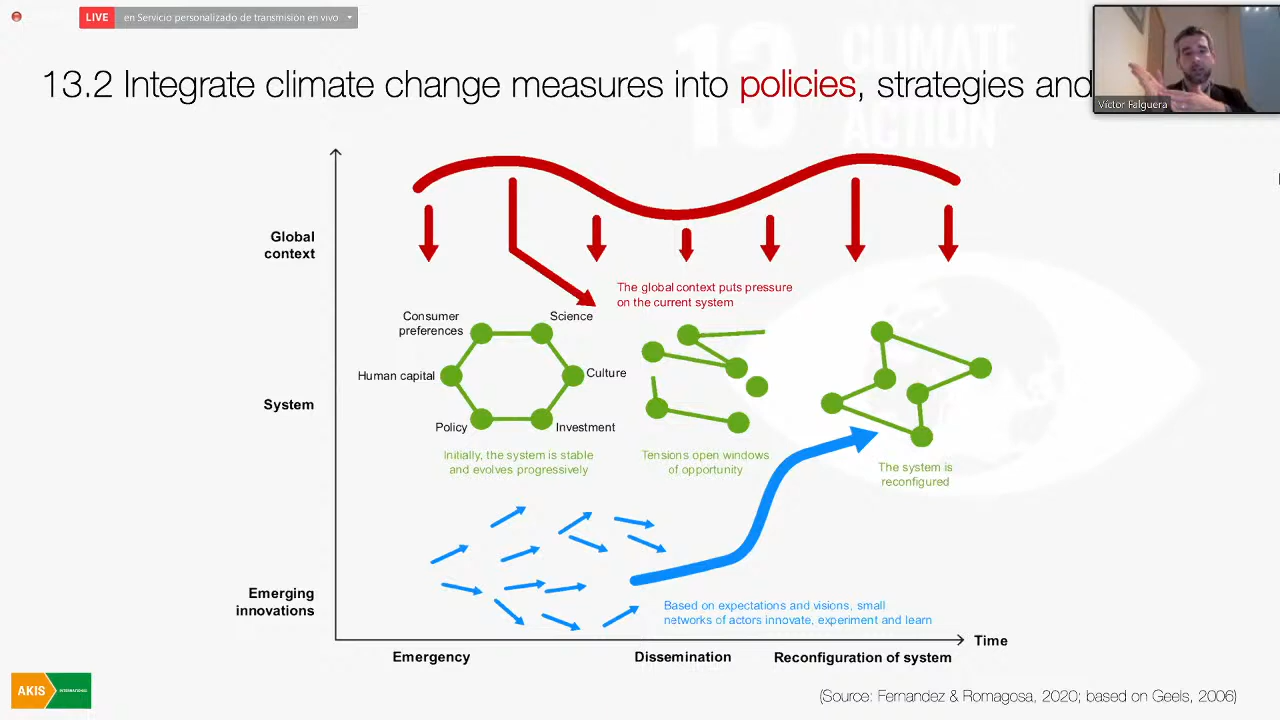 LIVE en Servicio personalizado de transmisión en vivo
13 CLIMATE ACTION
13.2 Integrate climate change measures into policies, strategies and
Víctor Falguera
Global
context
The global context puts pressure
on the current system
Consumer
preferences
Science
Human capital
Culture
System
Policy
Investment
Initially, the system is stable
and evolves progressively
Tensions open windows
of opportunity
The system is
reconfigured
Emerging
innovations
Based on expectations and visions, small
networks of actors innovate, experiment and learn
Time
Emergency
Dissemination
Reconfiguration of system
AKIS INTERNATIONAL
(Source: Fernandez & Romagosa, 2020; based on Geels, 2006)